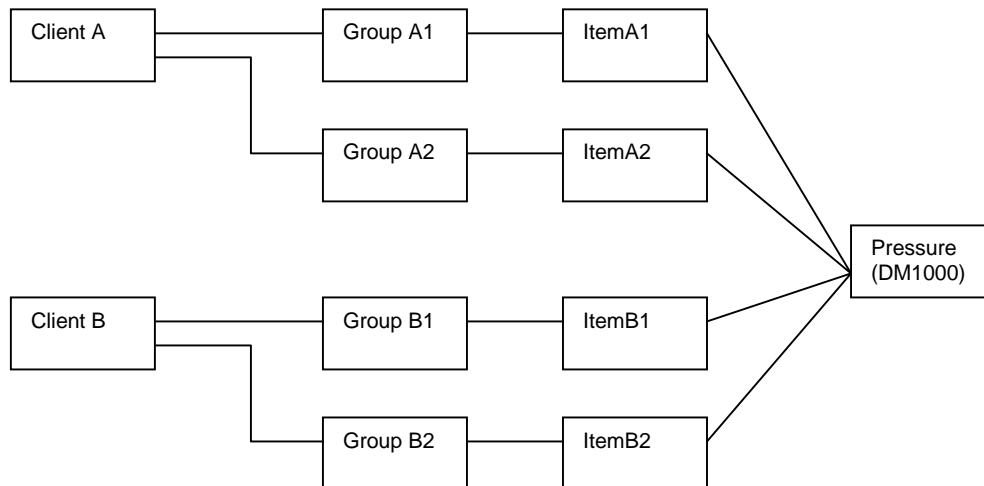 Client A
Group A1
ItemA1
Group A2
ItemA2
Pressure
(DM1000)
Client B
Group B1
ItemB1
Group B2
ItemB2